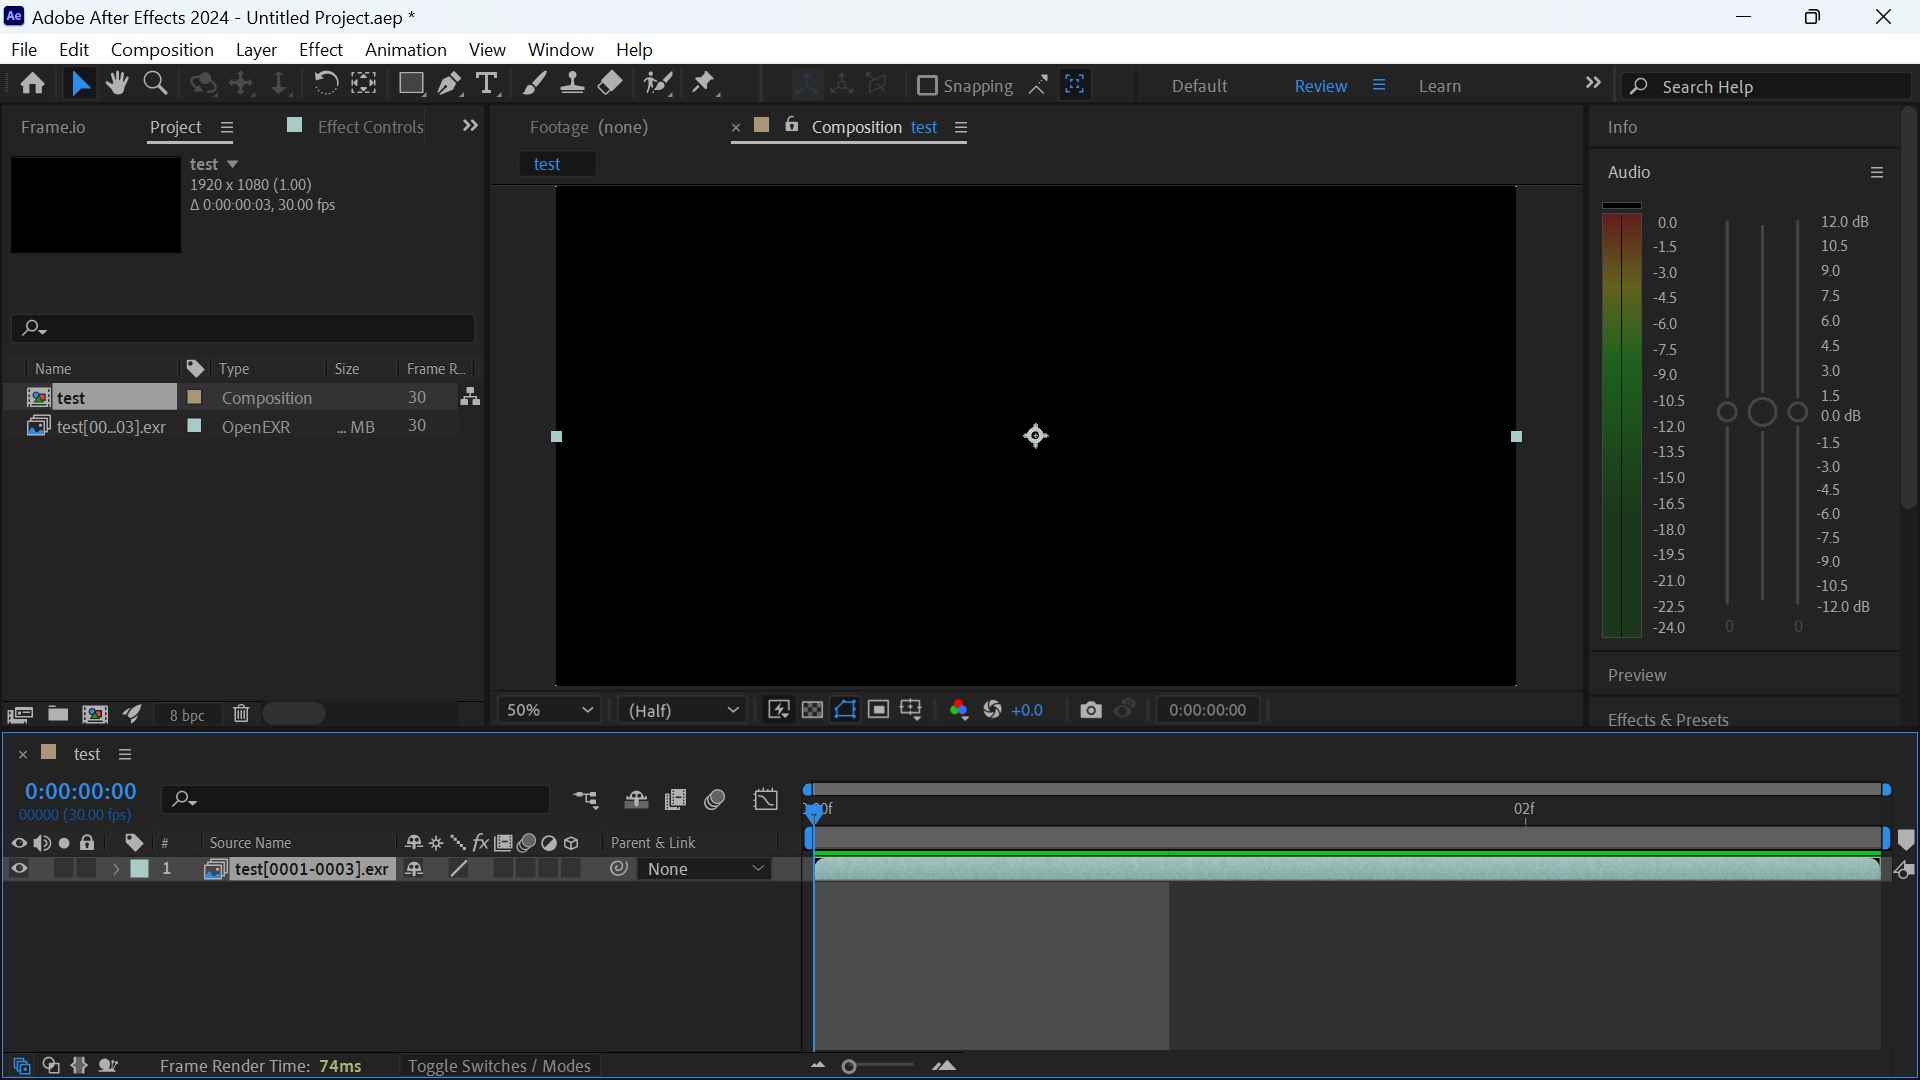 Ae Adobe After Effects 2024 - Untitled Project.aep *
File Edit Composition Layer Effect Animation View Window Help
Snapping Default Review Learn Search Help
Frame.io Project Effect Controls
Footage (none) Composition test
test
Info
Audio
test
1920 x 1080 (1.00)
Δ 0:00:00:03, 30.00 fps
Name Type Size Frame R...
test Composition 30
test[00...03].exr OpenEXR ... MB 30
8 bpc
50% (Half) +0.0 0:00:00:00
0.0
-1.5
-3.0
-4.5
-6.0
-7.5
-9.0
-10.5
-12.0
-13.5
-15.0
-16.5
-18.0
-19.5
-21.0
-22.5
-24.0
0 0
12.0 dB
10.5
9.0
7.5
6.0
4.5
3.0
1.5
0.0 dB
-1.5
-3.0
-4.5
-6.0
-7.5
-9.0
-10.5
-12.0 dB
Preview
Effects & Presets
test
0:00:00:00
00000 (30.00 fps)
02f
# Source Name fx Parent & Link
1 test[0001-0003].exr None
Frame Render Time: 74ms Toggle Switches / Modes